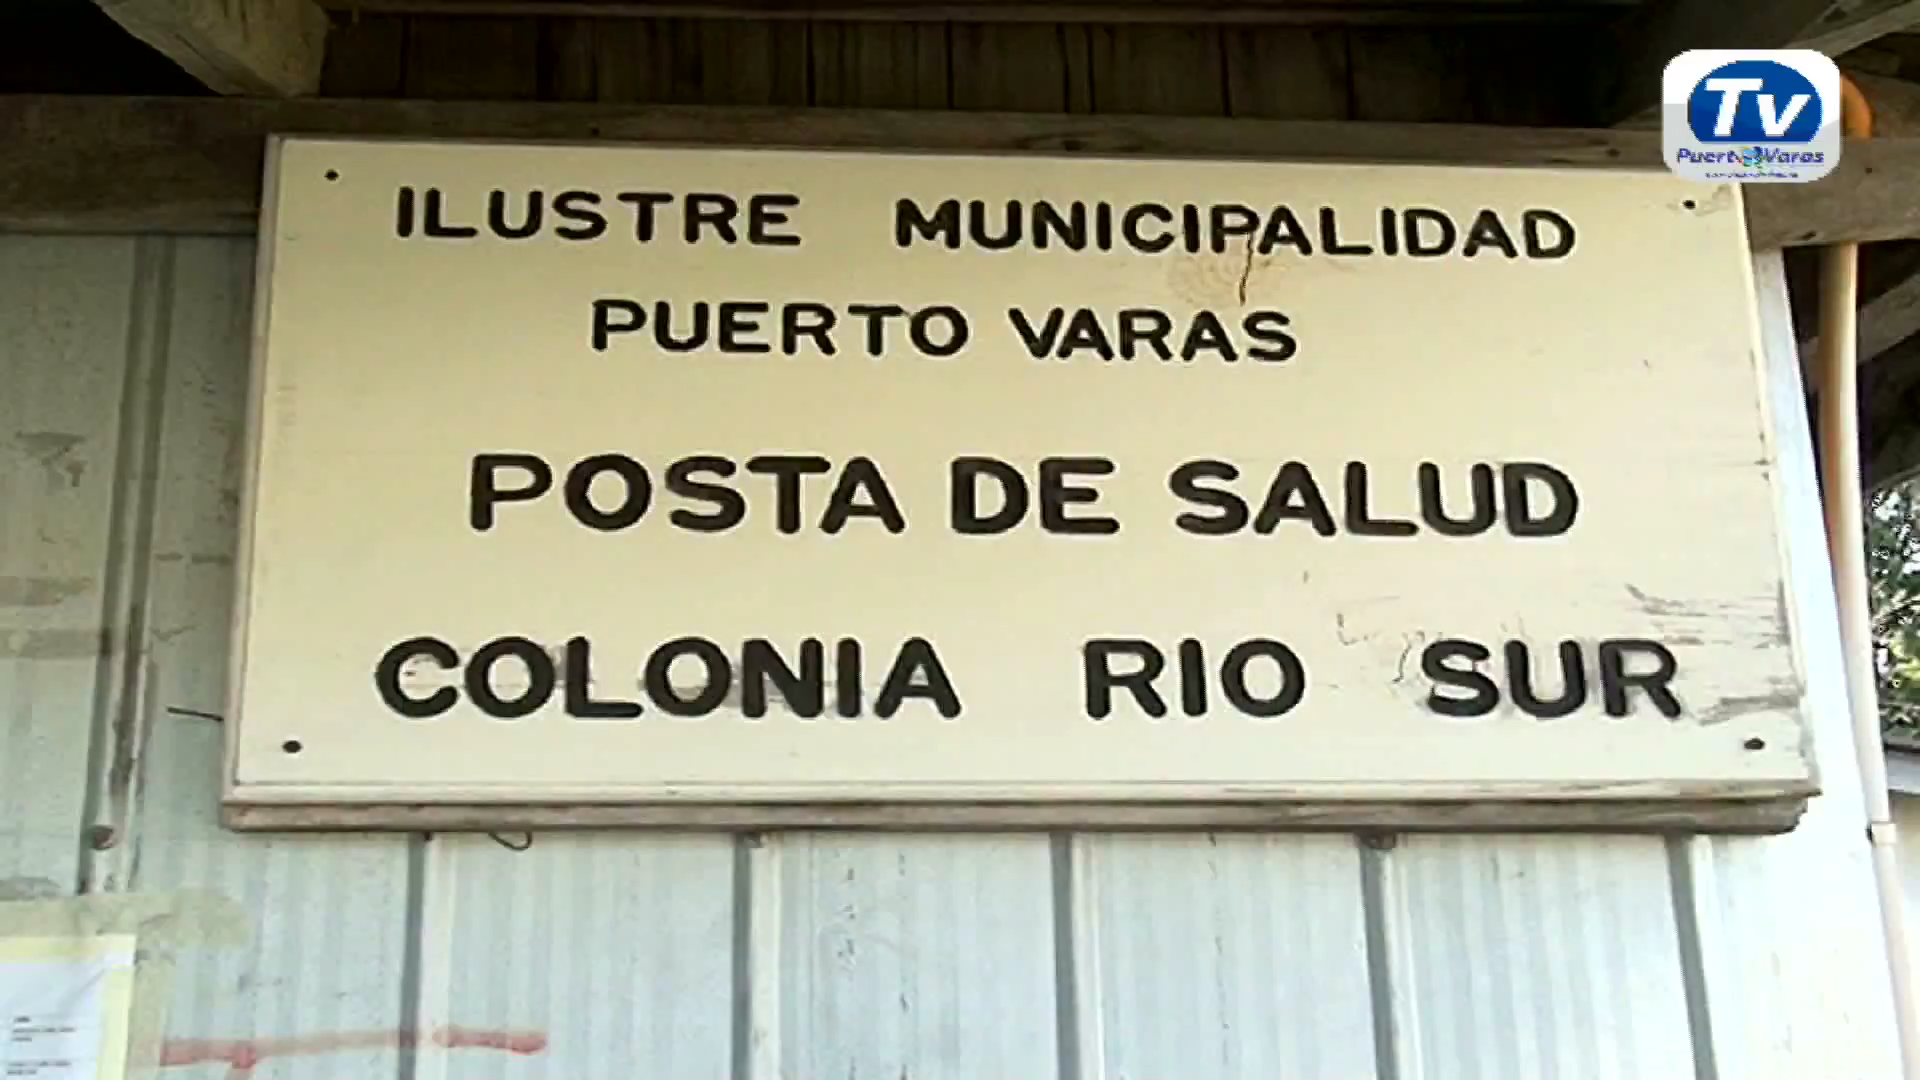 Tv
Puerto Varas
ILUSTRE MUNICIPALIDAD
PUERTO VARAS
POSTA DE SALUD
COLONIA RIO SUR